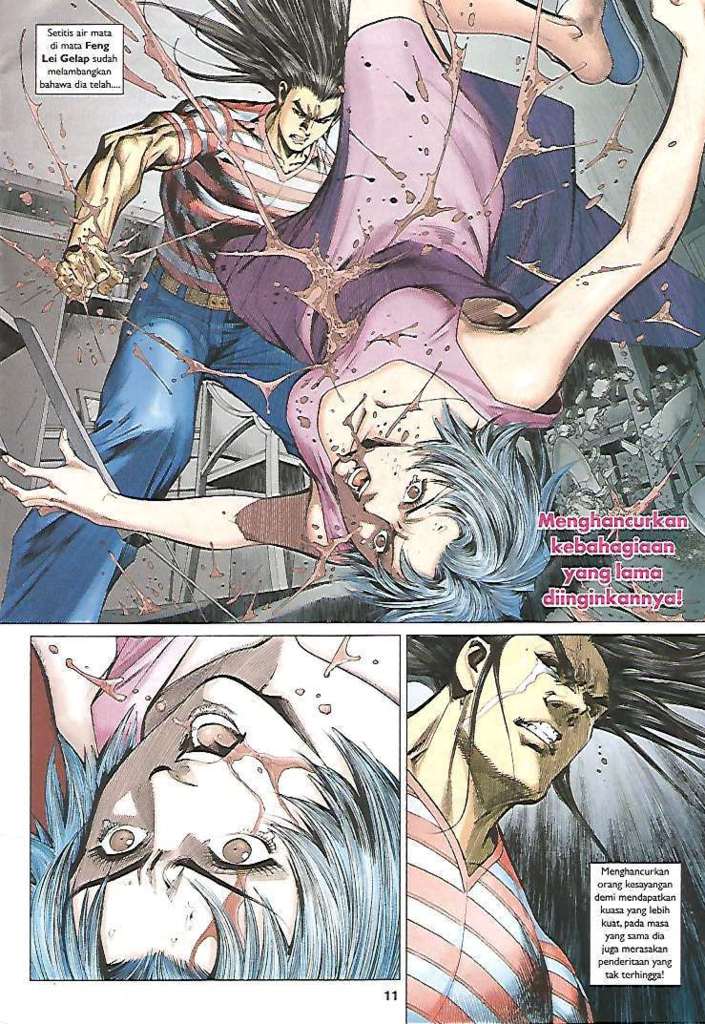 Setitis air mata
di mata Feng
Lei Gelap sudah
melambangkan
bahawa dia telah....
Menghancurkan
kebahagiaan
yang lama
diinginkannya!
Menghancurkan
orang kesayangan
demi mendapatkan
kuasa yang lebih
kuat, pada masa
yang sama dia
juga merasakan
penderitaan yang
tak terhingga!
11